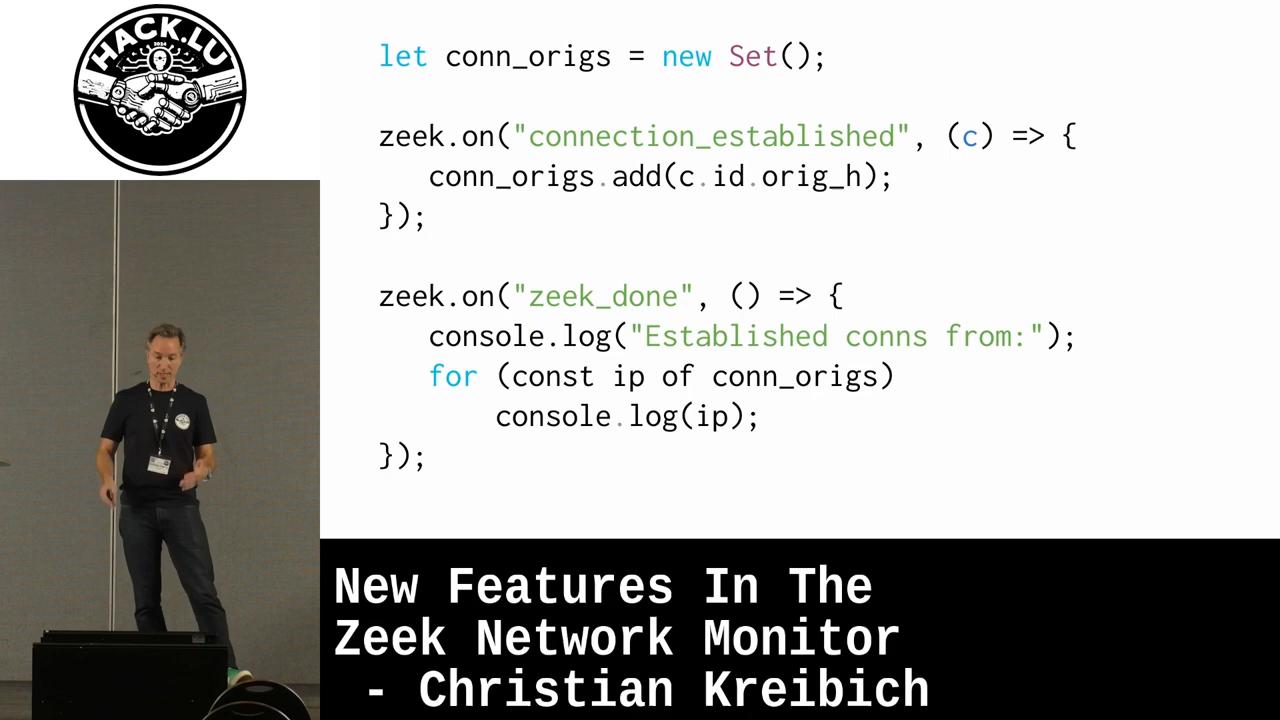 HACK.LU
2024
let conn_origs = new Set();
zeek.on("connection_established", (c) => {
conn_origs.add(c.id.orig_h);
});
zeek.on("zeek_done", () => {
console.log("Established conns from:");
for (const ip of conn_origs)
console.log(ip);
});
New Features In The
Zeek Network Monitor
- Christian Kreibich